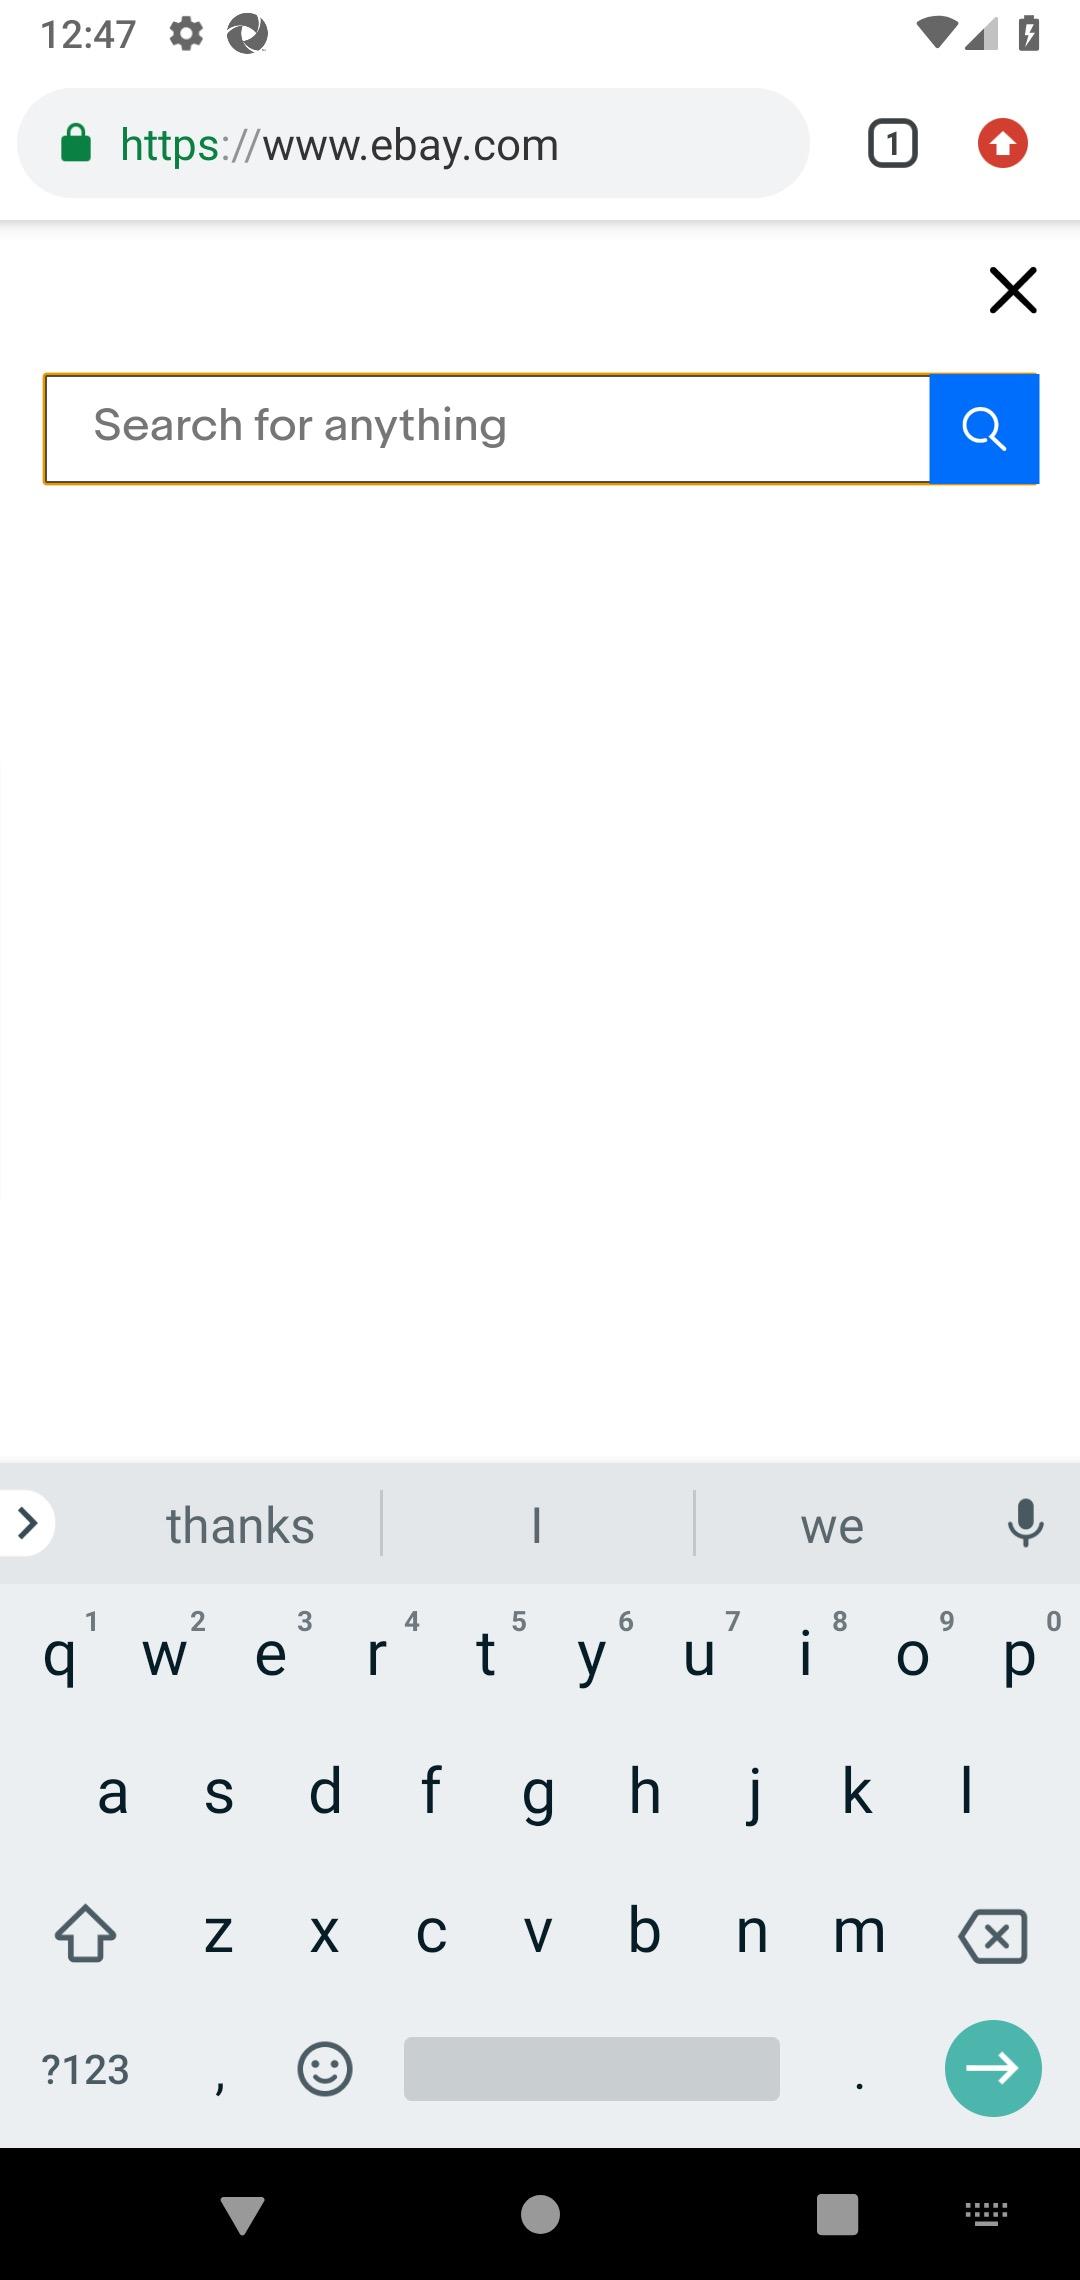 12:47
https://www.ebay.com
1
Search for anything
thanks I we
1 2 3 4 5 6 7 8 9 0
q w e r t y u i o p
a s d f g h j k l
z x c v b n m
?123 , .